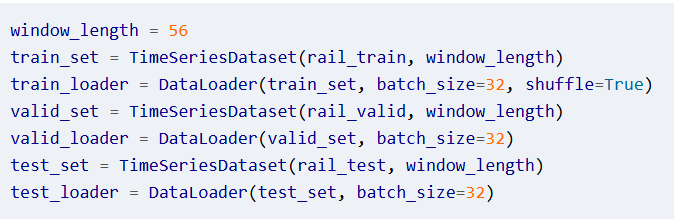 window_length = 56
train_set = TimeSeriesDataset(rail_train, window_length)
train_loader = DataLoader(train_set, batch_size=32, shuffle=True)
valid_set = TimeSeriesDataset(rail_valid, window_length)
valid_loader = DataLoader(valid_set, batch_size=32)
test_set = TimeSeriesDataset(rail_test, window_length)
test_loader = DataLoader(test_set, batch_size=32)